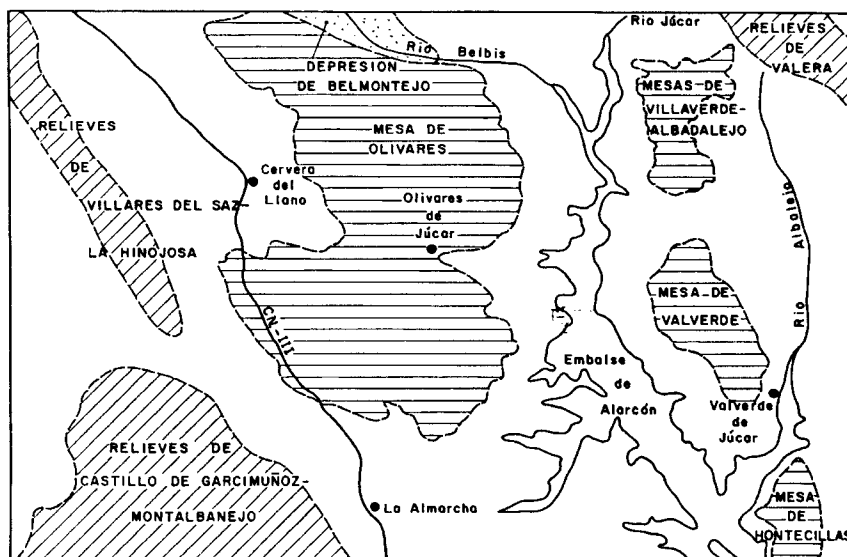 Rio Júcar
RELIEVES
DE
VALERA
Rio Belbis
DEPRESION
DE BELMONTEJO
MESAS DE
VILLAVERDE-
ALBADALEJO
MESA DE
OLIVARES
RELIEVES
DE
VILLARES DEL SAZ-
LA HINOJOSA
Cervera
del
Llano
Olivares
de
Júcar
Rio Albalejo
MESA DE
VALVERDE
CN-III
Embalse
de
Alarcón
Valverde
de
Júcar
RELIEVES DE
CASTILLO DE GARCIMUÑOZ-
MONTALBANEJO
La Almarcha
MESA
DE
HONTECILLAS